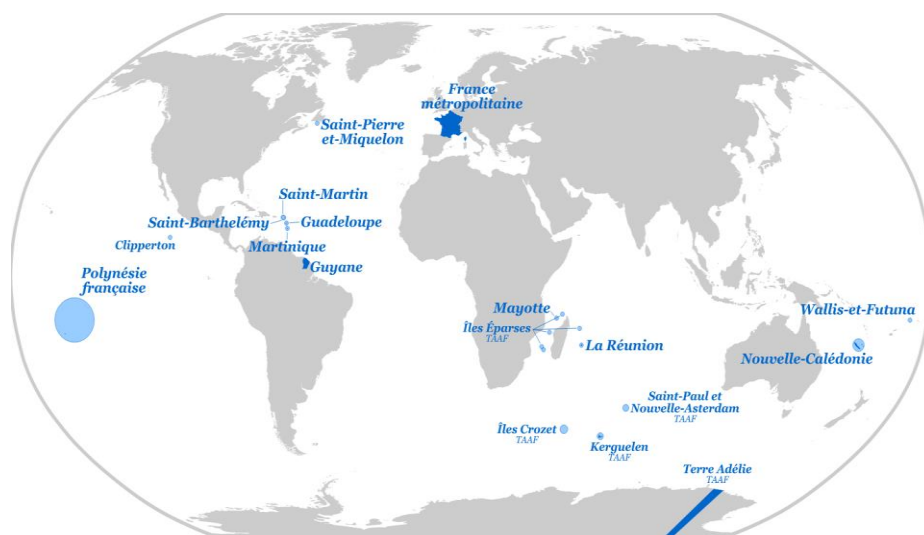 France
métropolitaine
Saint-Pierre
et-Miquelon
Saint-Martin
Saint-Barthelémy
Guadeloupe
Clipperton
Martinique
Guyane
Polynésie
française
Mayotte
Wallis-et-Futuna
Îles Éparses
TAAF
La Réunion
Nouvelle-Calédonie
Saint-Paul et
Nouvelle-Asterdam
TAAF
Îles Crozet
TAAF
Kerguelen
TAAF
Terre Adélie
TAAF